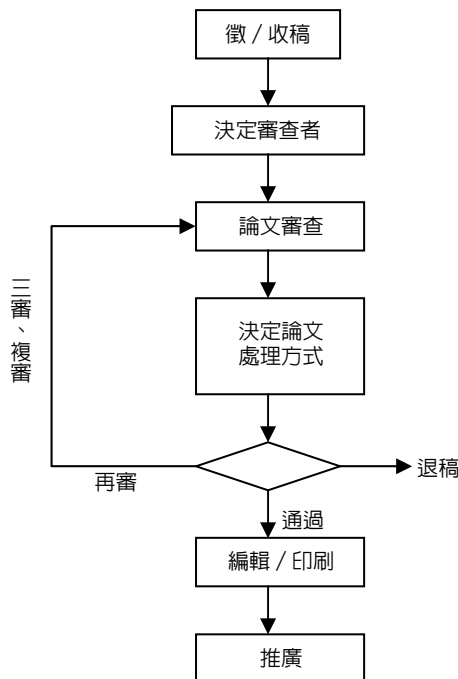 徵 / 收稿
決定審查者
論文審查
三審、複審
決定論文
處理方式
再審
退稿
通過
編輯 / 印刷
推廣